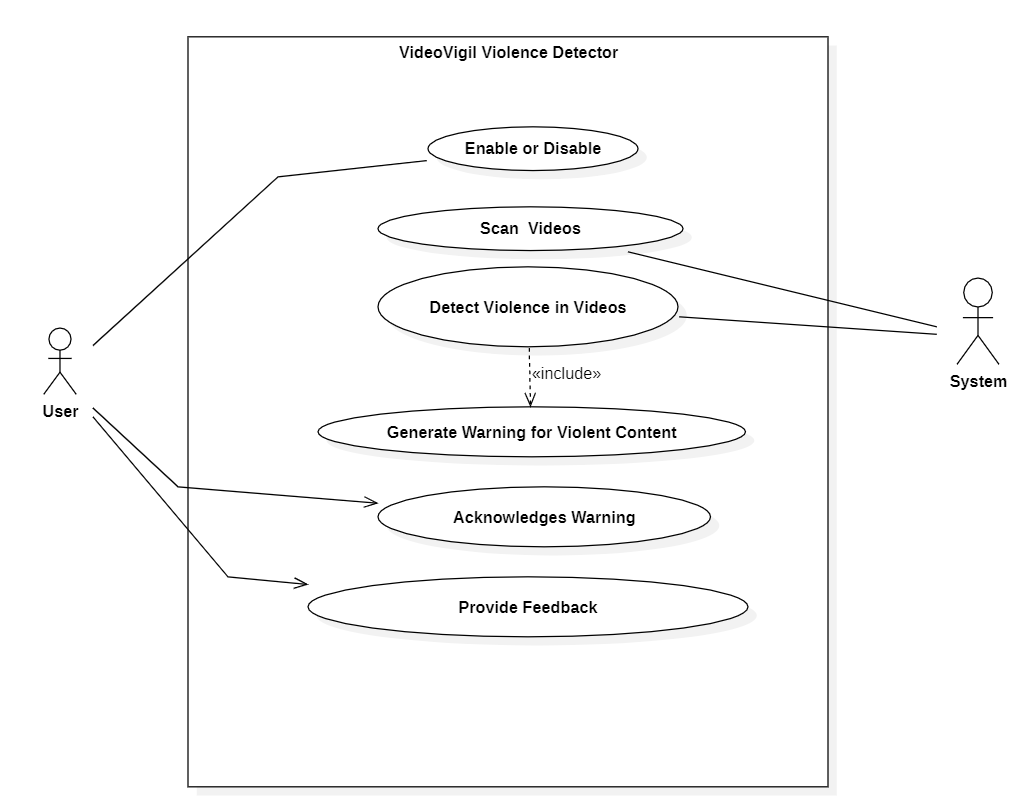 VideoVigil Violence Detector
Enable or Disable
Scan  Videos
Detect Violence in Videos
«include»
User
System
Generate Warning for Violent Content
Acknowledges Warning
Provide Feedback